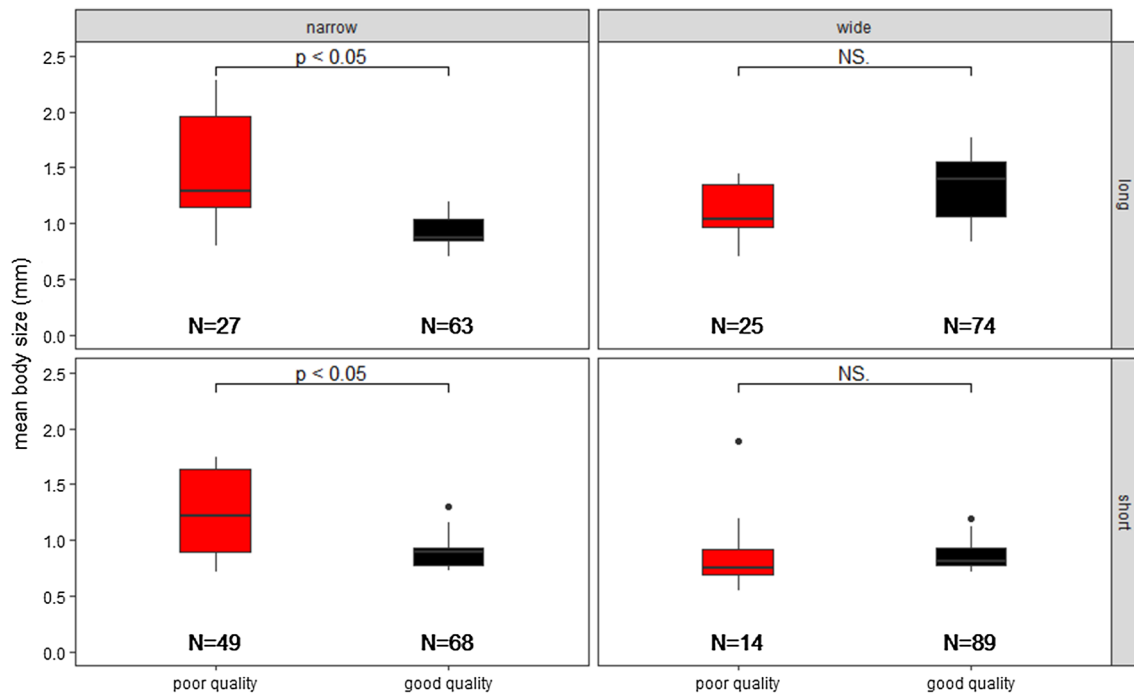 narrow
wide
p < 0.05
NS.
2.5
2.0
1.5
1.0
0.5
0.0
N=27
N=63
N=25
N=74
long
mean body size (mm)
p < 0.05
NS.
2.5
2.0
1.5
1.0
0.5
0.0
N=49
N=68
N=14
N=89
short
poor quality
good quality
poor quality
good quality